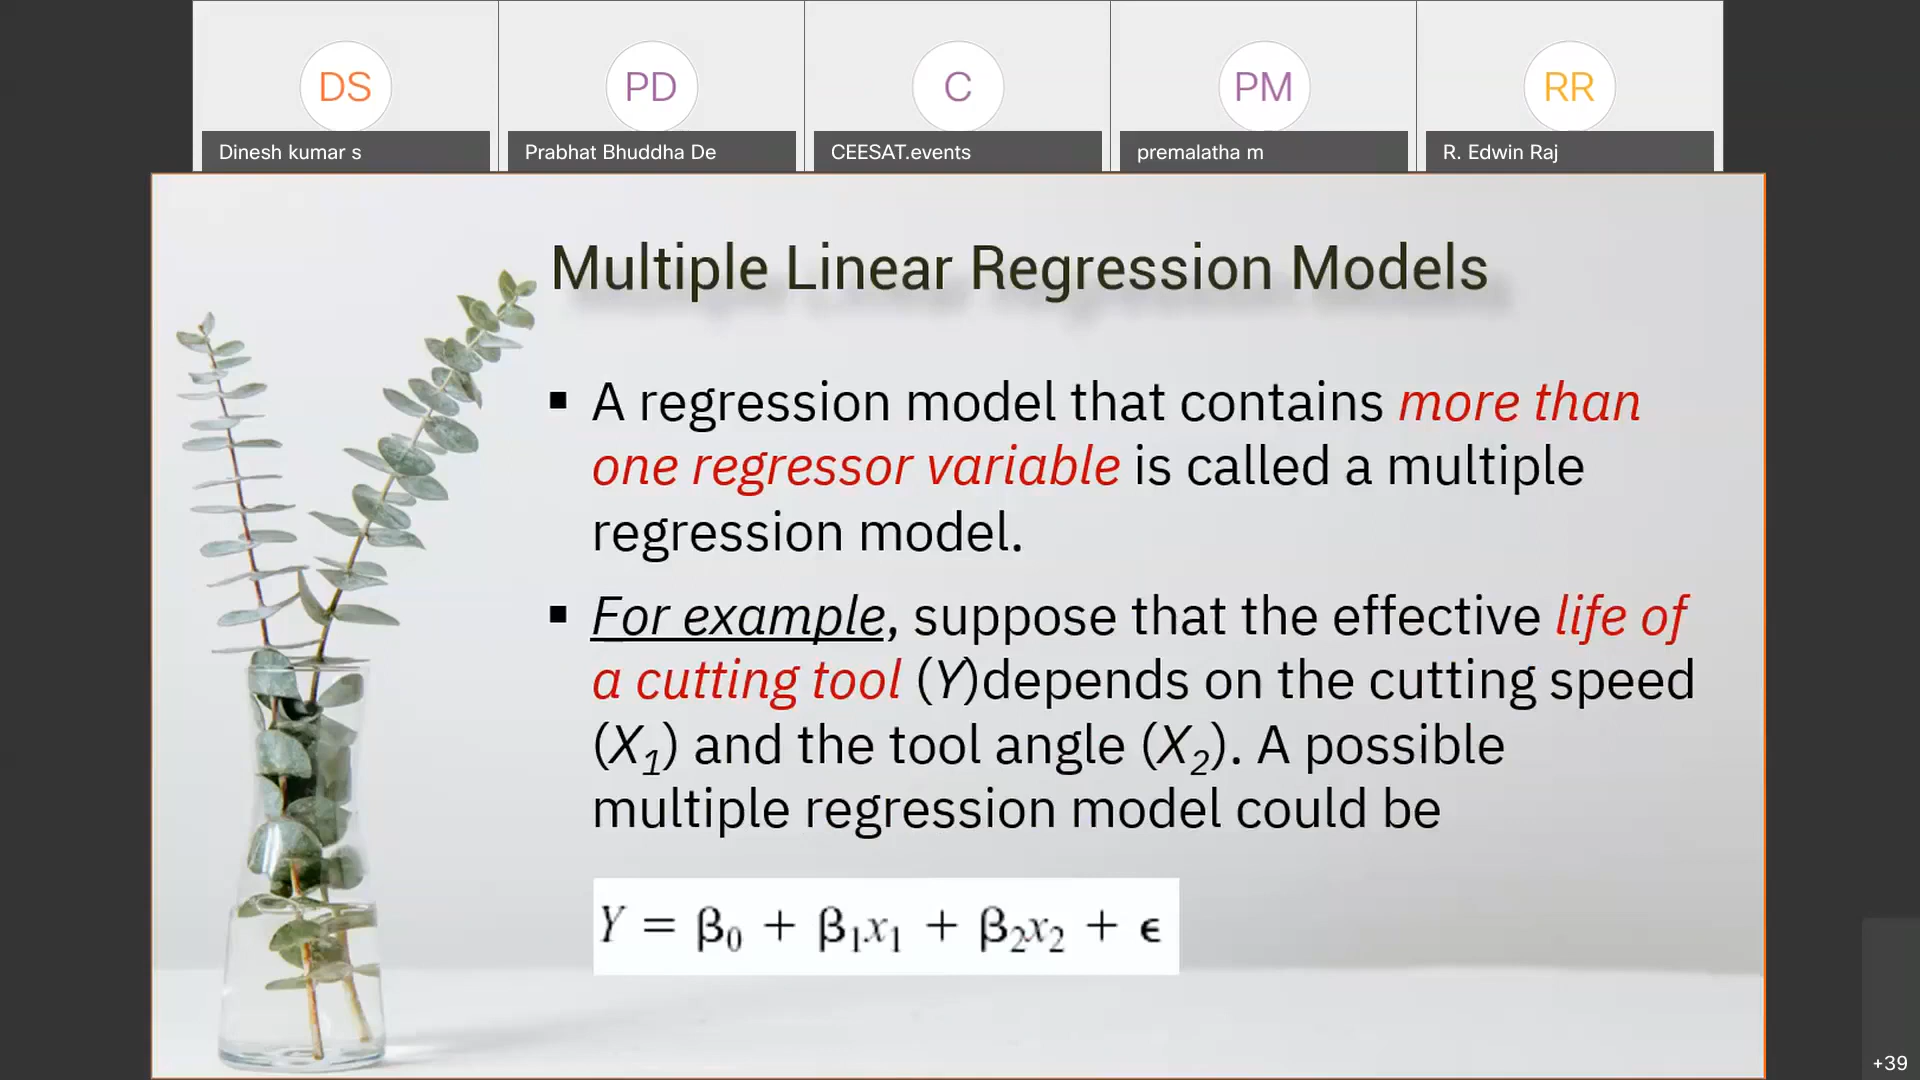 DS
PD
C
PM
RR
Dinesh kumar s
Prabhat Bhuddha De
CEESAT.events
premalatha m
R. Edwin Raj
Multiple Linear Regression Models
▪ A regression model that contains more than
one regressor variable is called a multiple
regression model.
▪ For example, suppose that the effective life of
a cutting tool (Y)depends on the cutting speed
(X₁) and the tool angle (X₂). A possible
multiple regression model could be
Y = β₀ + β₁x₁ + β₂x₂ + ϵ
+39